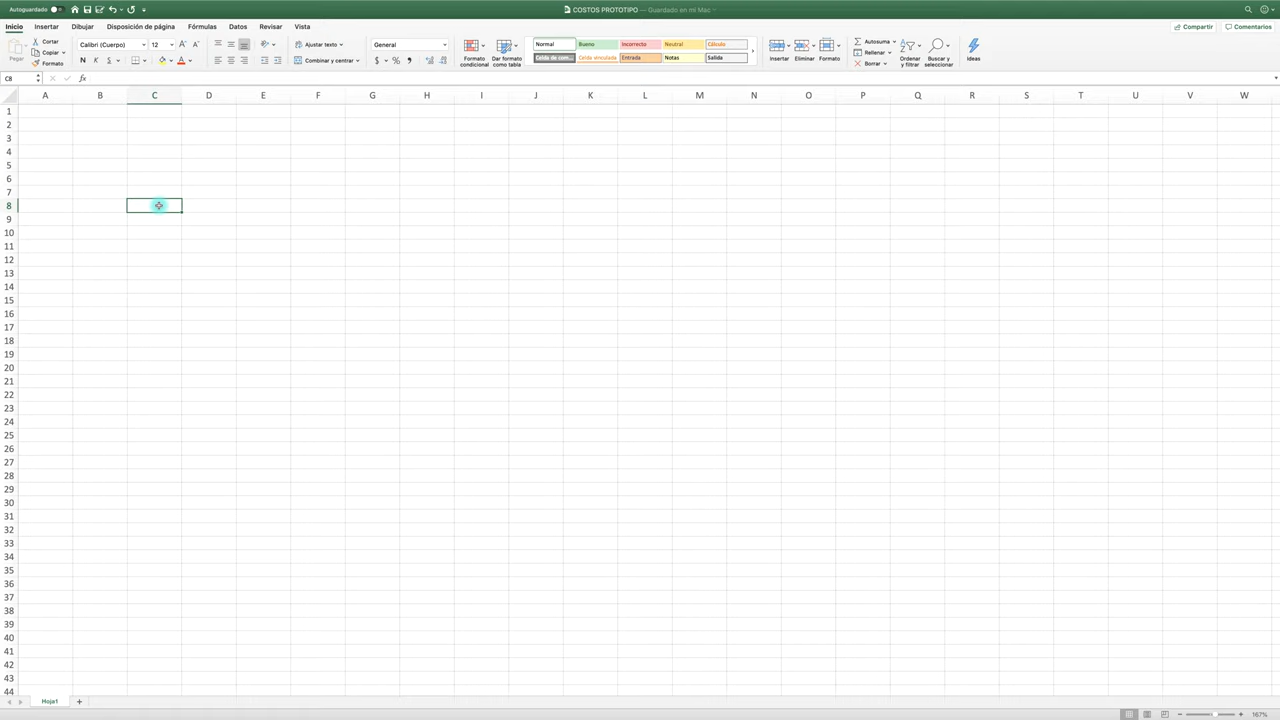 Autoguardado
COSTOS PROTOTIPO — Guardado en mi Mac
Inicio Insertar Dibujar Disposición de página Fórmulas Datos Revisar Vista Compartir Comentarios
Pegar Cortar Copiar Formato
Calibri (Cuerpo) 12 A A
N K S A
Ajustar texto
Combinar y centrar
General
% 000
Formato condicional
Dar formato como tabla
Normal Bueno Incorrecto Neutral Cálculo
Celda de com... Celda vinculada Entrada Notas Salida
Insertar Eliminar Formato
Autosuma
Rellenar
Borrar
Ordenar y filtrar
Buscar y seleccionar
Ideas
C8 fx
A B C D E F G H I J K L M N O P Q R S T U V W
1
2
3
4
5
6
7
8
9
10
11
12
13
14
15
16
17
18
19
20
21
22
23
24
25
26
27
28
29
30
31
32
33
34
35
36
37
38
39
40
41
42
43
44
Hoja1
167%